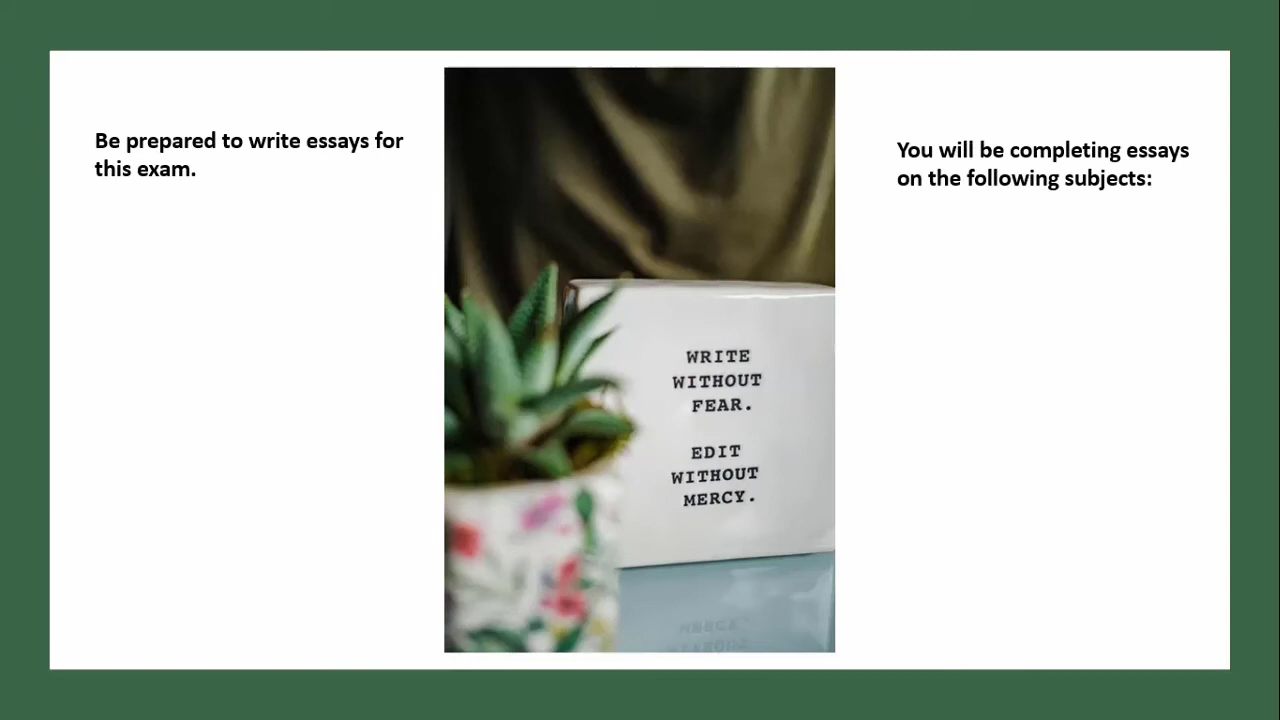 Be prepared to write essays for
this exam.
WRITE
WITHOUT
FEAR.
EDIT
WITHOUT
MERCY.
You will be completing essays
on the following subjects: